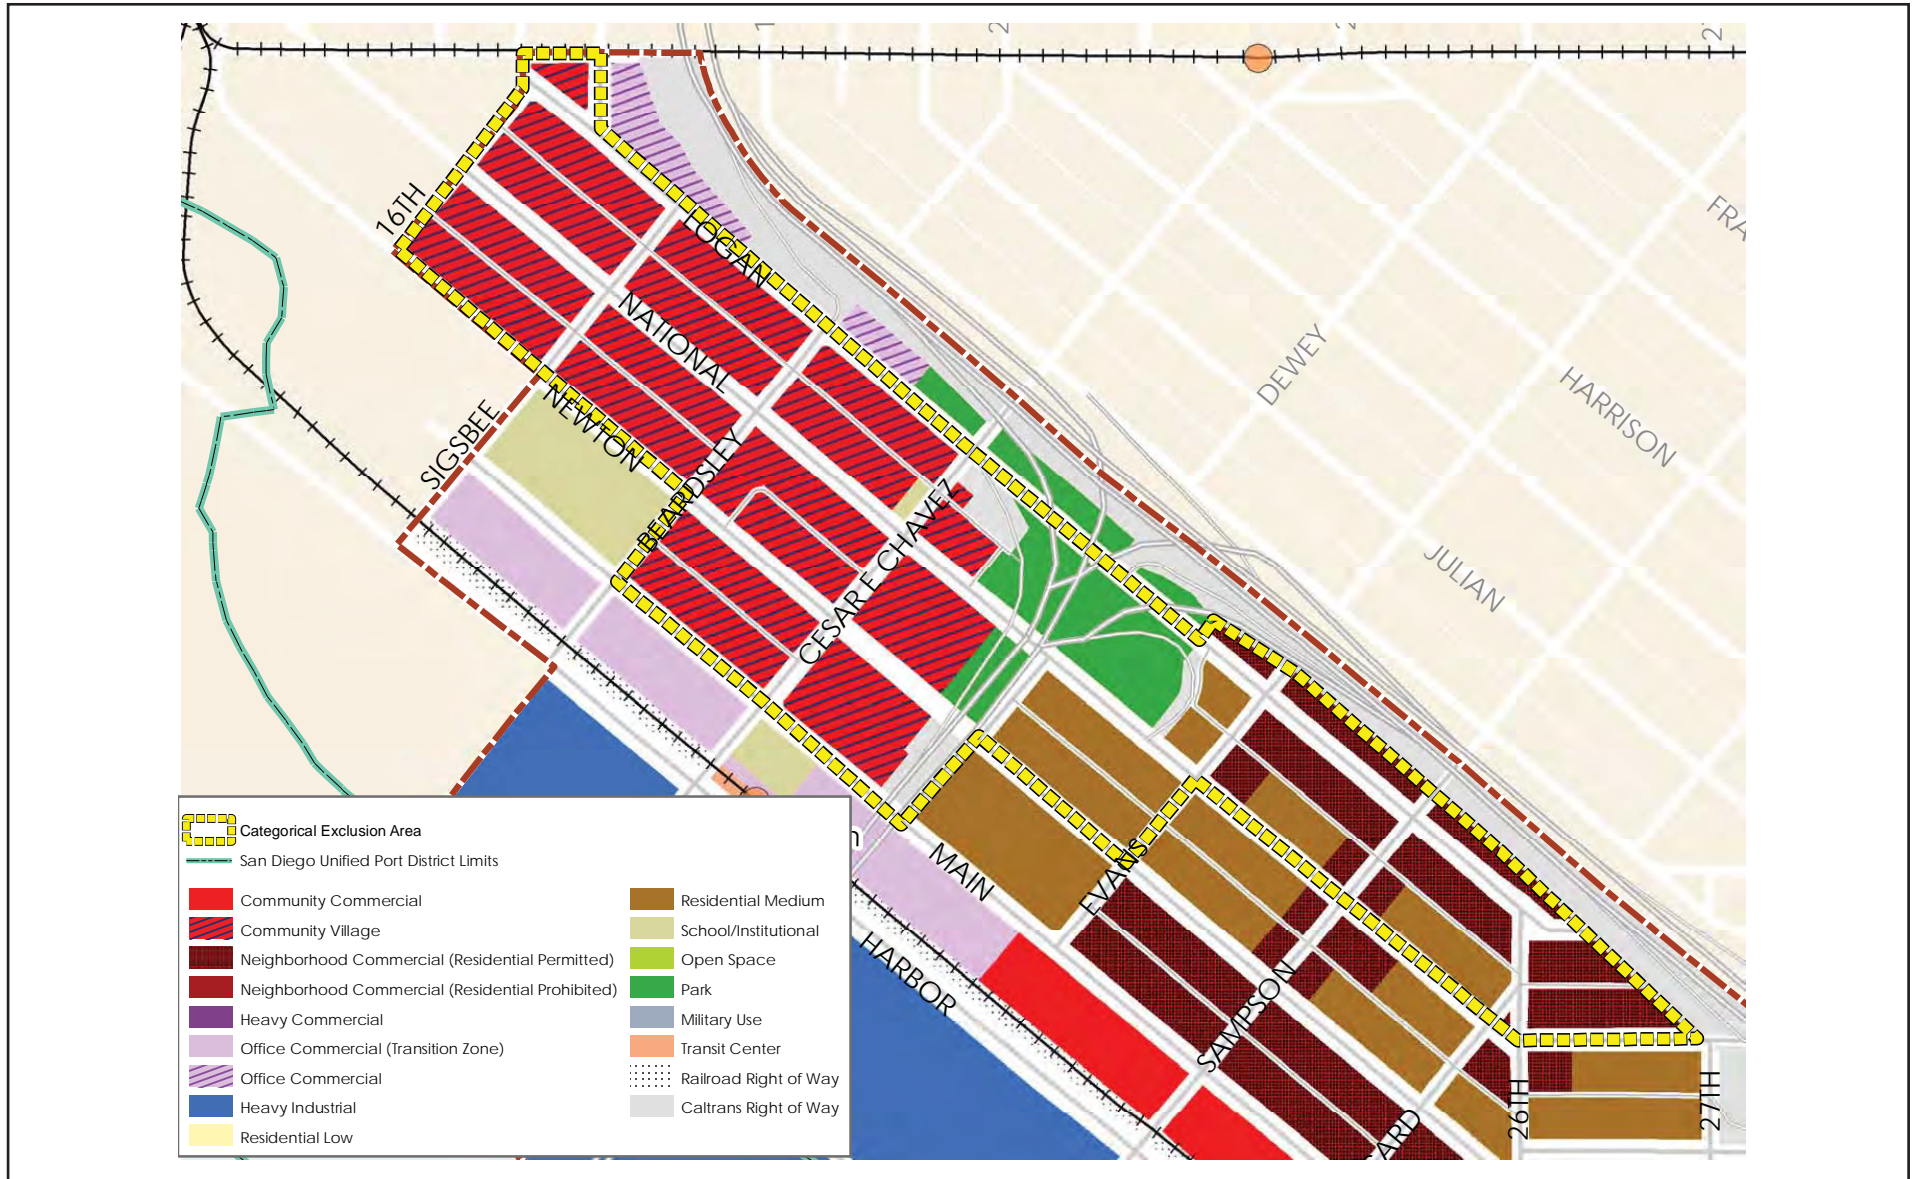 16TH
LOGAN
NATIONAL
NEWTON
SIGSBEE
BEARDSLEY
CESAR E CHAVEZ
DEWEY
HARRISON
JULIAN
FRA
MAIN
EVANS
HARBOR
SAMPSON
26TH
27TH
Categorical Exclusion Area
San Diego Unified Port District Limits
Community Commercial
Community Village
Neighborhood Commercial (Residential Permitted)
Neighborhood Commercial (Residential Prohibited)
Heavy Commercial
Office Commercial (Transition Zone)
Office Commercial
Heavy Industrial
Residential Low
Residential Medium
School/Institutional
Open Space
Park
Military Use
Transit Center
Railroad Right of Way
Caltrans Right of Way